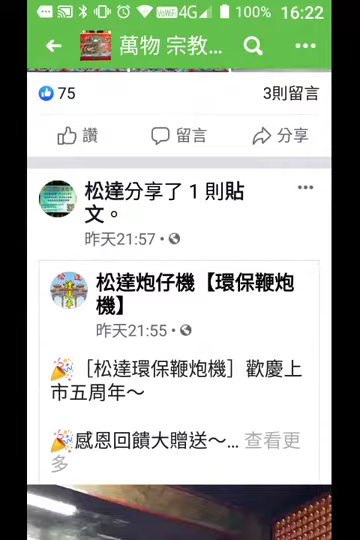 VoWiFi 4G 100% 16:22
萬物 宗教...
75 3則留言
讚 留言 分享
松達分享了 1 則貼
文。
昨天21:57
松達炮仔機【環保鞭炮
機】
昨天21:55
［松達環保鞭炮機］歡慶上
市五周年～
感恩回饋大贈送～... 查看更
多